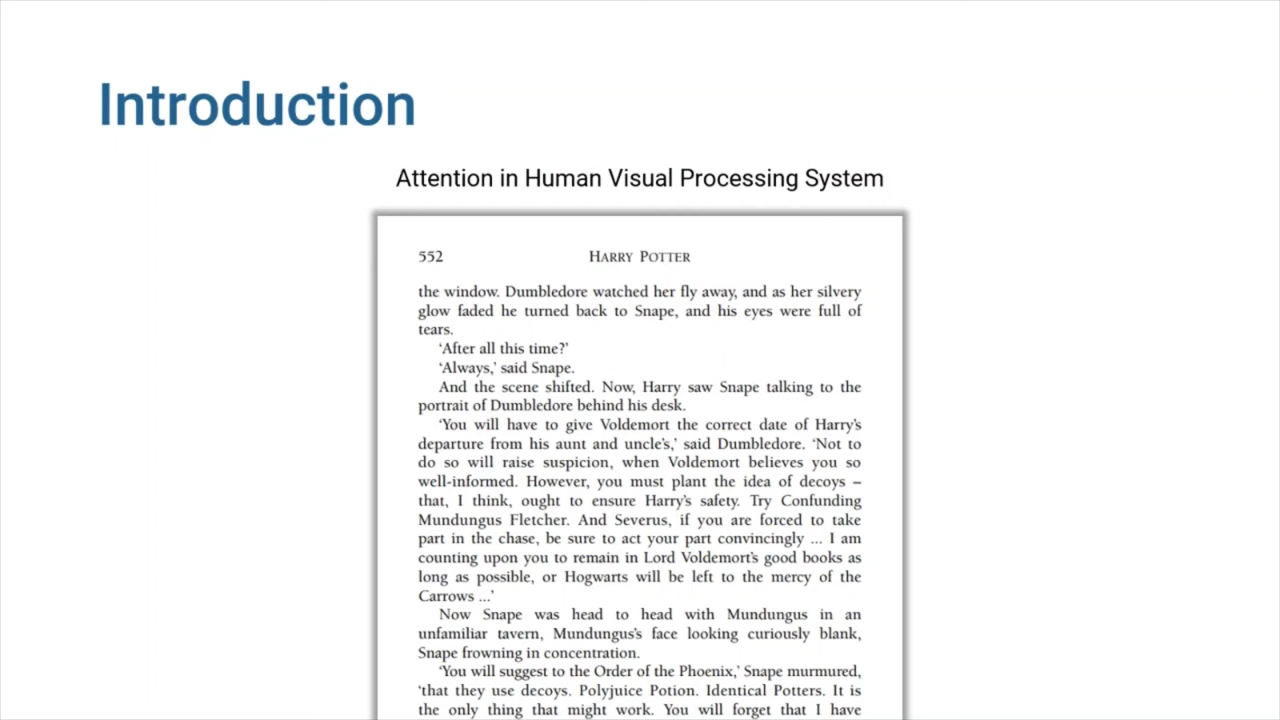 Introduction
Attention in Human Visual Processing System
552 HARRY POTTER
the window. Dumbledore watched her fly away, and as her silvery
glow faded he turned back to Snape, and his eyes were full of
tears.
‘After all this time?’
‘Always,’ said Snape.
And the scene shifted. Now, Harry saw Snape talking to the
portrait of Dumbledore behind his desk.
‘You will have to give Voldemort the correct date of Harry’s
departure from his aunt and uncle’s,’ said Dumbledore. ‘Not to
do so will raise suspicion, when Voldemort believes you so
well-informed. However, you must plant the idea of decoys –
that, I think, ought to ensure Harry’s safety. Try Confunding
Mundungus Fletcher. And Severus, if you are forced to take
part in the chase, be sure to act your part convincingly ... I am
counting upon you to remain in Lord Voldemort’s good books as
long as possible, or Hogwarts will be left to the mercy of the
Carrows ...’
Now Snape was head to head with Mundungus in an
unfamiliar tavern, Mundungus’s face looking curiously blank,
Snape frowning in concentration.
‘You will suggest to the Order of the Phoenix,’ Snape murmured,
‘that they use decoys. Polyjuice Potion. Identical Potters. It is
the only thing that might work. You will forget that I have